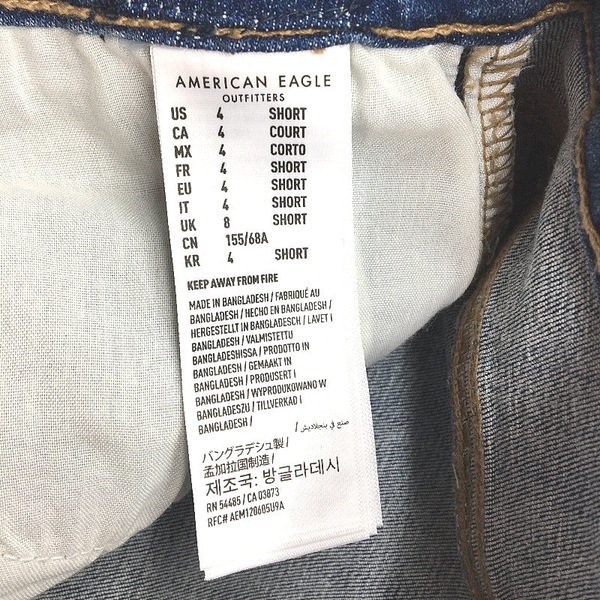 AMERICAN EAGLE
OUTFITTERS
US 4 SHORT
CA 4 COURT
MX 4 CORTO
FR 4 SHORT
EU 4 SHORT
IT 4 SHORT
UK 8 SHORT
CN 155/68A
KR 4 SHORT
KEEP AWAY FROM FIRE
MADE IN BANGLADESH / FABRIQUÉ AU
BANGLADESH / HECHO EN BANGLADESH /
HERGESTELLT IN BANGLADESCH / LAVET I
BANGLADESH / VALMISTETTU
BANGLADESHISSA / PRODOTTO IN
BANGLADESH / GEMAAKT IN
BANGLADESH / PRODUSERT I
BANGLADESH / WYPRODUKOWANO W
BANGLADESZU / TILLVERKAD I
BANGLADESH /
صنع في بنجلاديش /
バングラデシュ製 /
孟加拉国制造 /
제조국: 방글라데시
RN 54485 / CA 03873
RFC# AEM120605U9A